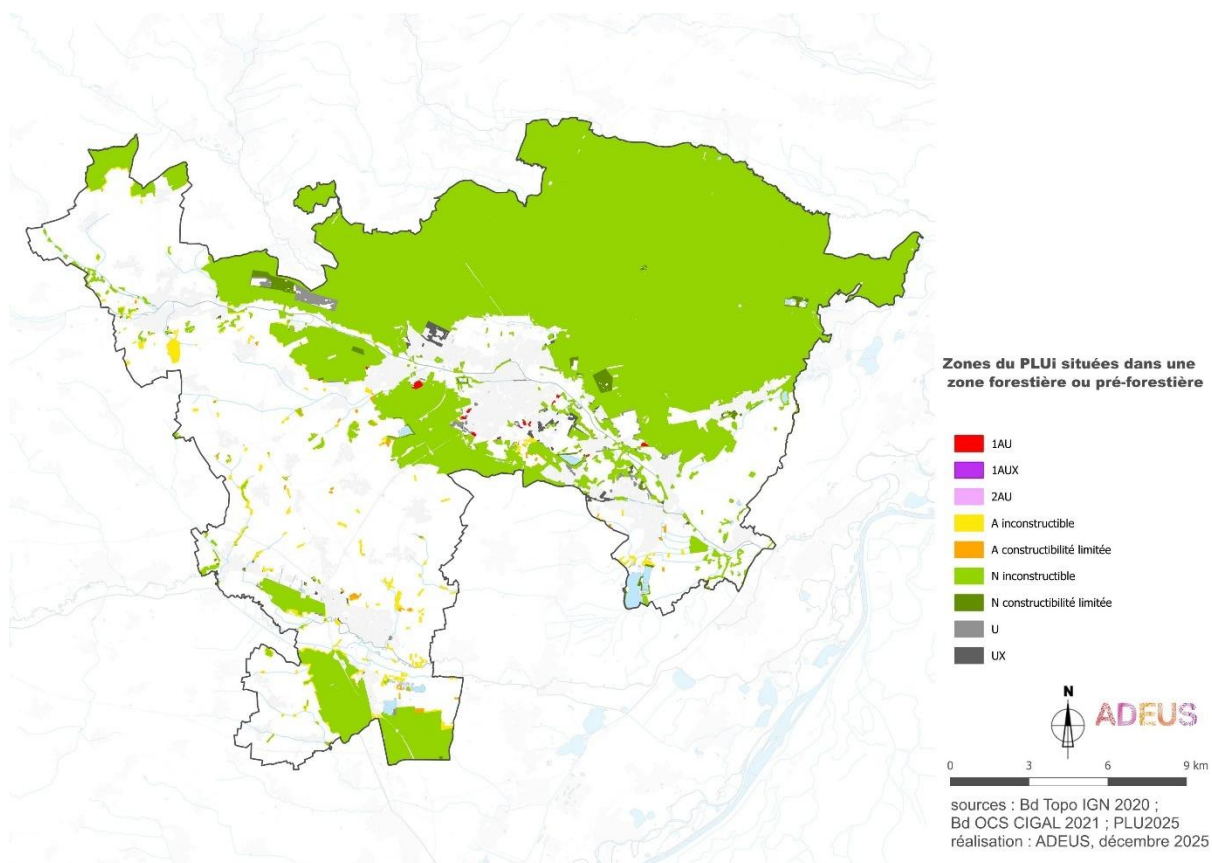 Zones du PLUi situées dans une
zone forestière ou pré-forestière
1AU
1AUX
2AU
A inconstructible
A constructibilité limitée
N inconstructible
N constructibilité limitée
U
UX
N
ADEUS
0 3 6 9 km
sources : Bd Topo IGN 2020 ;
Bd OCS CIGAL 2021 ; PLU2025
réalisation : ADEUS, décembre 2025